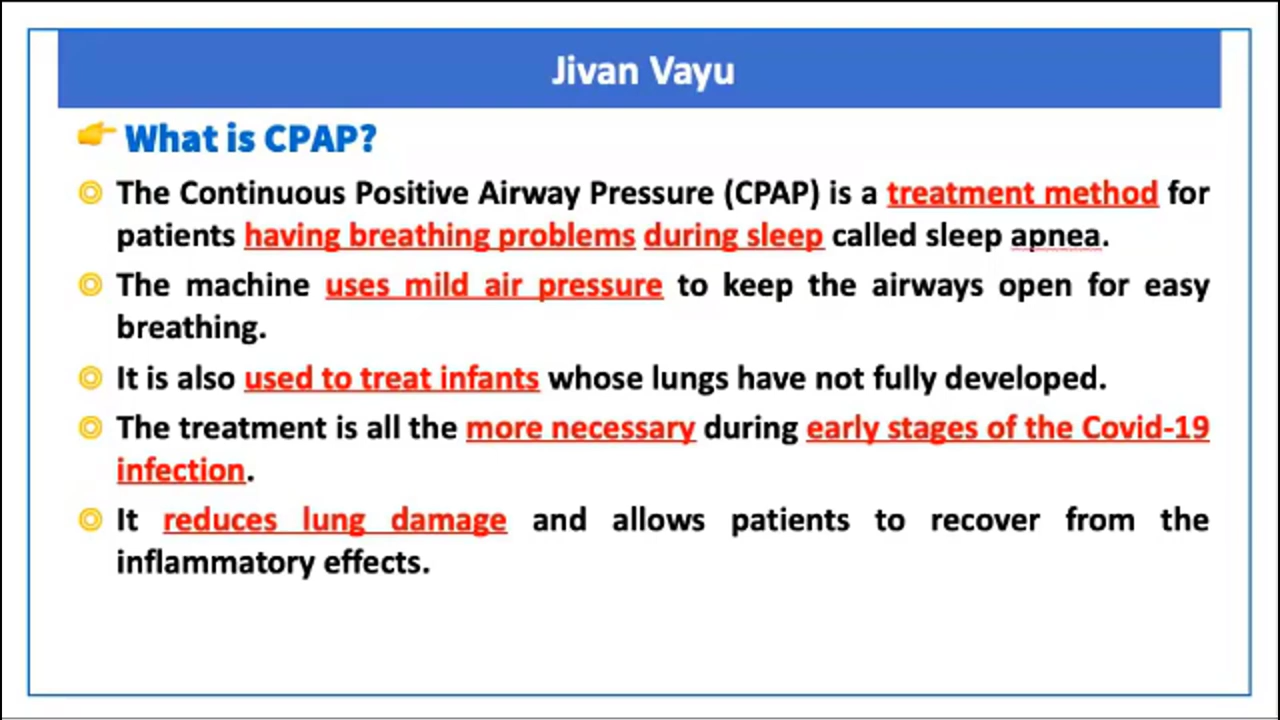 Jivan Vayu
What is CPAP?
The Continuous Positive Airway Pressure (CPAP) is a treatment method for
patients having breathing problems during sleep called sleep apnea.
The machine uses mild air pressure to keep the airways open for easy
breathing.
It is also used to treat infants whose lungs have not fully developed.
The treatment is all the more necessary during early stages of the Covid-19
infection.
It reduces lung damage and allows patients to recover from the
inflammatory effects.